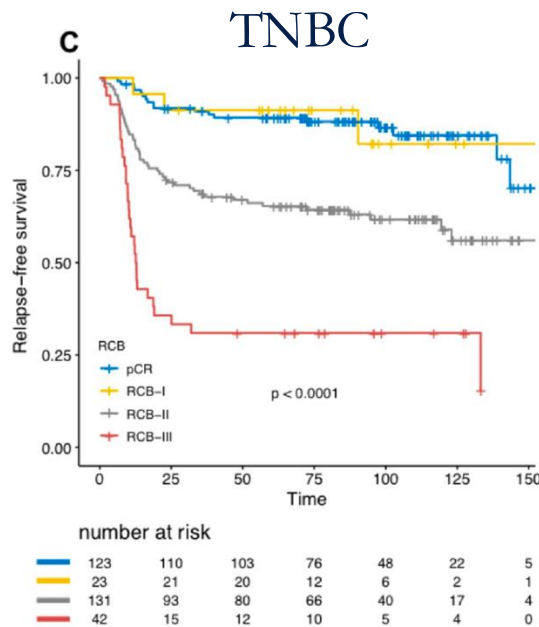 C TNBC
1.00
0.75
0.50
0.25
0.00
Relapse-free survival
RCB
pCR
RCB-I
RCB-II
RCB-III
p < 0.0001
0 25 50 75 100 125 150
Time
number at risk
123 110 103 76 48 22 5
23 21 20 12 6 2 1
131 93 80 66 40 17 4
42 15 12 10 5 4 0